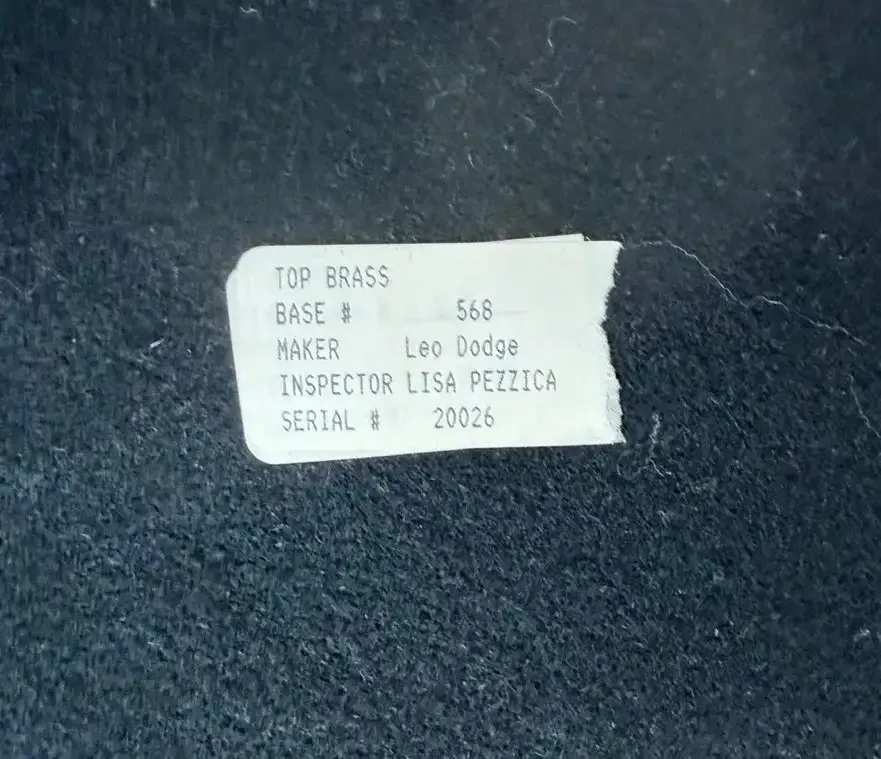 TOP BRASS
BASE # 568
MAKER Leo Dodge
INSPECTOR LISA PEZZICA
SERIAL # 20026